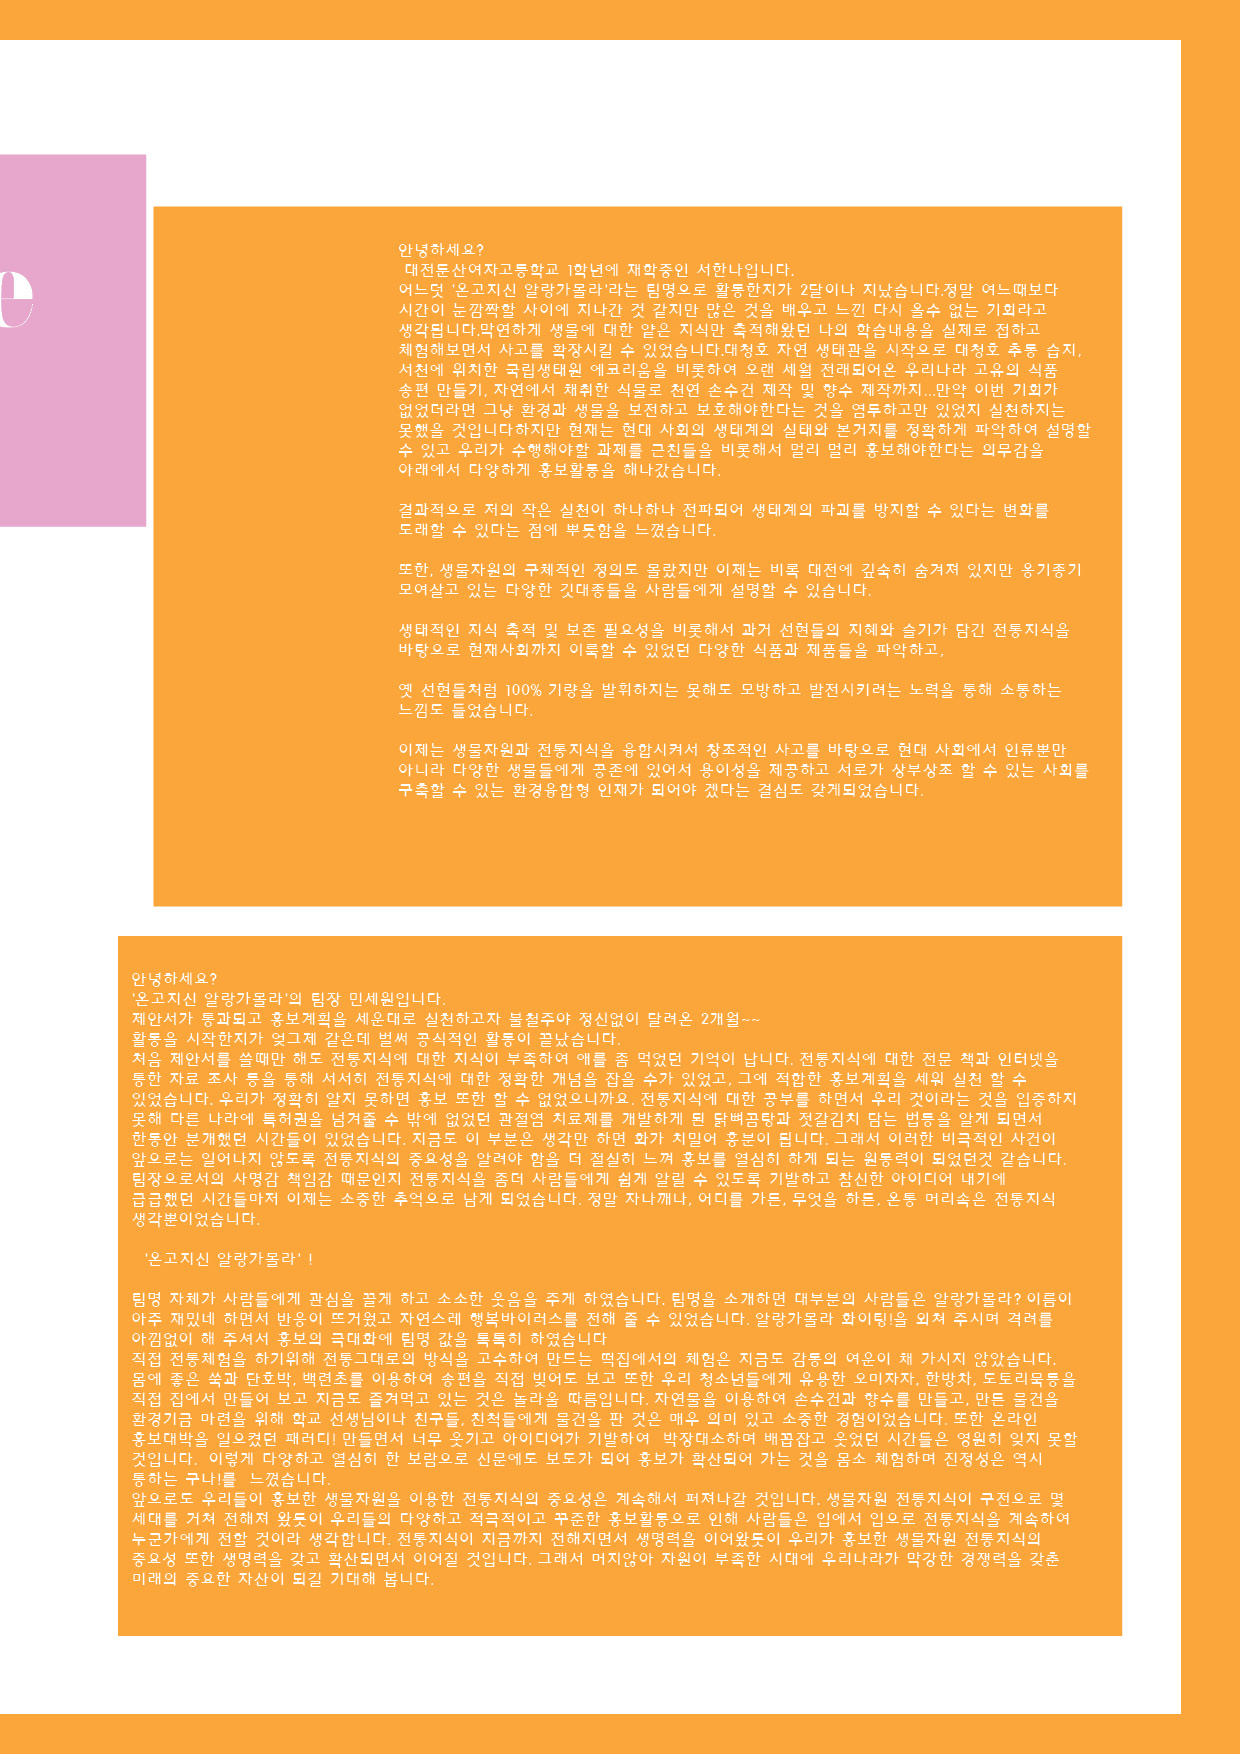 e
안녕하세요?
대전둔산여자고등학교 1학년에 재학중인 서한나입니다.
어느덧 '온고지신 알랑가몰라'라는 팀명으로 활동한지가 2달이나 지났습니다.정말 여느때보다
시간이 눈깜짝할 사이에 지나간 것 같지만 많은 것을 배우고 느낀 다시 올수 없는 기회라고
생각됩니다.막연하게 생물에 대한 얕은 지식만 축적해왔던 나의 학습내용을 실제로 접하고
체험해보면서 사고를 확장시킬 수 있었습니다.대청호 자연 생태관을 시작으로 대청호 추동 습지,
서천에 위치한 국립생태원 에코리움을 비롯하여 오랜 세월 전래되어온 우리나라 고유의 식품
송편 만들기, 자연에서 채취한 식물로 천연 손수건 제작 및 향수 제작까지...만약 이번 기회가
없었더라면 그냥 환경과 생물을 보전하고 보호해야한다는 것을 염두하고만 있었지 실천하지는
못했을 것입니다하지만 현재는 현대 사회의 생태계의 실태와 본거지를 정확하게 파악하여 설명할
수 있고 우리가 수행해야할 과제를 근친들을 비롯해서 멀리 멀리 홍보해야한다는 의무감을
아래에서 다양하게 홍보활동을 해나갔습니다.
결과적으로 저의 작은 실천이 하나하나 전파되어 생태계의 파괴를 방지할 수 있다는 변화를
도래할 수 있다는 점에 뿌듯함을 느꼈습니다.
또한, 생물자원의 구체적인 정의도 몰랐지만 이제는 비록 대전에 깊숙히 숨겨져 있지만 옹기종기
모여살고 있는 다양한 깃대종들을 사람들에게 설명할 수 있습니다.
생태적인 지식 축적 및 보존 필요성을 비롯해서 과거 선현들의 지혜와 슬기가 담긴 전통지식을
바탕으로 현재사회까지 이룩할 수 있었던 다양한 식품과 제품들을 파악하고,
옛 선현들처럼 100% 기량을 발휘하지는 못해도 모방하고 발전시키려는 노력을 통해 소통하는
느낌도 들었습니다.
이제는 생물자원과 전통지식을 융합시켜서 창조적인 사고를 바탕으로 현대 사회에서 인류뿐만
아니라 다양한 생물들에게 공존에 있어서 용이성을 제공하고 서로가 상부상조 할 수 있는 사회를
구축할 수 있는 환경융합형 인재가 되어야 겠다는 결심도 갖게되었습니다.
안녕하세요?
'온고지신 알랑가몰라'의 팀장 민세원입니다.
제안서가 통과되고 홍보계획을 세운대로 실천하고자 불철주야 정신없이 달려온 2개월~~
활동을 시작한지가 엊그제 같은데 벌써 공식적인 활동이 끝났습니다.
처음 제안서를 쓸때만 해도 전통지식에 대한 지식이 부족하여 애를 좀 먹었던 기억이 납니다. 전통지식에 대한 전문 책과 인터넷을
통한 자료 조사 등을 통해 서서히 전통지식에 대한 정확한 개념을 잡을 수가 있었고, 그에 적합한 홍보계획을 세워 실천 할 수
있었습니다. 우리가 정확히 알지 못하면 홍보 또한 할 수 없었으니까요. 전통지식에 대한 공부를 하면서 우리 것이라는 것을 입증하지
못해 다른 나라에 특허권을 넘겨줄 수 밖에 없었던 관절염 치료제를 개발하게 된 닭뼈곰탕과 젓갈김치 담는 법등을 알게 되면서
한동안 분개했던 시간들이 있었습니다. 지금도 이 부분은 생각만 하면 화가 치밀어 흥분이 됩니다. 그래서 이러한 비극적인 사건이
앞으로는 일어나지 않도록 전통지식의 중요성을 알려야 함을 더 절실히 느껴 홍보를 열심히 하게 되는 원동력이 되었던것 같습니다.
팀장으로서의 사명감 책임감 때문인지 전통지식을 좀더 사람들에게 쉽게 알릴 수 있도록 기발하고 참신한 아이디어 내기에
급급했던 시간들마저 이제는 소중한 추억으로 남게 되었습니다. 정말 자나깨나, 어디를 가든, 무엇을 하든, 온통 머리속은 전통지식
생각뿐이었습니다.
'온고지신 알랑가몰라' !
팀명 자체가 사람들에게 관심을 끌게 하고 소소한 웃음을 주게 하였습니다. 팀명을 소개하면 대부분의 사람들은 알랑가몰라? 이름이
아주 재밌네 하면서 반응이 뜨거웠고 자연스레 행복바이러스를 전해 줄 수 있었습니다. 알랑가몰라 화이팅!을 외쳐 주시며 격려를
아낌없이 해 주셔서 홍보의 극대화에 팀명 값을 톡톡히 하였습니다
직접 전통체험을 하기위해 전통그대로의 방식을 고수하여 만드는 떡집에서의 체험은 지금도 감동의 여운이 채 가시지 않았습니다.
몸에 좋은 쑥과 단호박, 백련초를 이용하여 송편을 직접 빚어도 보고 또한 우리 청소년들에게 유용한 오미자차, 한방차, 도토리묵등을
직접 집에서 만들어 보고 지금도 즐겨먹고 있는 것은 놀라울 따름입니다. 자연물을 이용하여 손수건과 향수를 만들고, 만든 물건을
환경기금 마련을 위해 학교 선생님이나 친구들, 친척들에게 물건을 판 것은 매우 의미 있고 소중한 경험이었습니다. 또한 온라인
홍보대박을 일으켰던 패러디! 만들면서 너무 웃기고 아이디어가 기발하여 박장대소하며 배꼽잡고 웃었던 시간들은 영원히 잊지 못할
것입니다. 이렇게 다양하고 열심히 한 보람으로 신문에도 보도가 되어 홍보가 확산되어 가는 것을 몸소 체험하며 진정성은 역시
통하는 구나!를 느꼈습니다.
앞으로도 우리들이 홍보한 생물자원을 이용한 전통지식의 중요성은 계속해서 퍼져나갈 것입니다. 생물자원 전통지식이 구전으로 몇
세대를 거쳐 전해져 왔듯이 우리들의 다양하고 적극적이고 꾸준한 홍보활동으로 인해 사람들은 입에서 입으로 전통지식을 계속하여
누군가에게 전할 것이라 생각합니다. 전통지식이 지금까지 전해지면서 생명력을 이어왔듯이 우리가 홍보한 생물자원 전통지식의
중요성 또한 생명력을 갖고 확산되면서 이어질 것입니다. 그래서 머지않아 자원이 부족한 시대에 우리나라가 막강한 경쟁력을 갖춘
미래의 중요한 자산이 되길 기대해 봅니다.